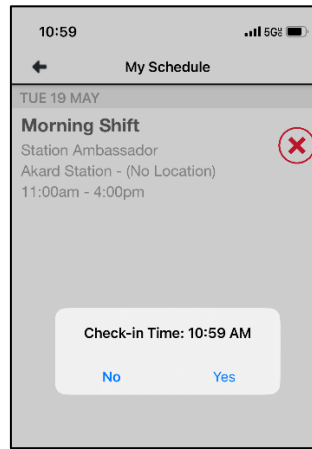 10:59
5G
My Schedule
TUE 19 MAY
Morning Shift
Station Ambassador
Akard Station - (No Location)
11:00am - 4:00pm
Check-in Time: 10:59 AM
No Yes